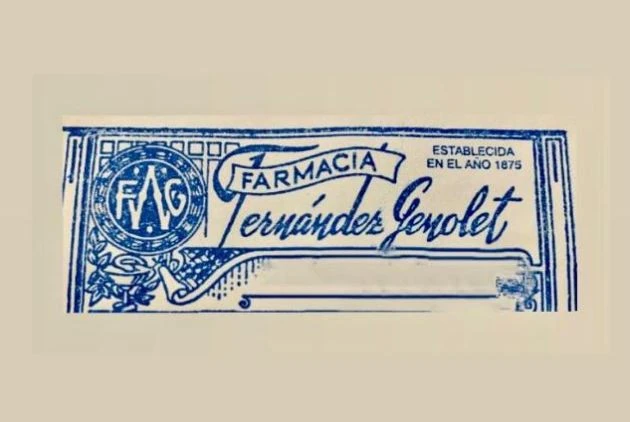 FAG
FARMACIA
ESTABLECIDA
EN EL AÑO 1875
Fernández Genolet